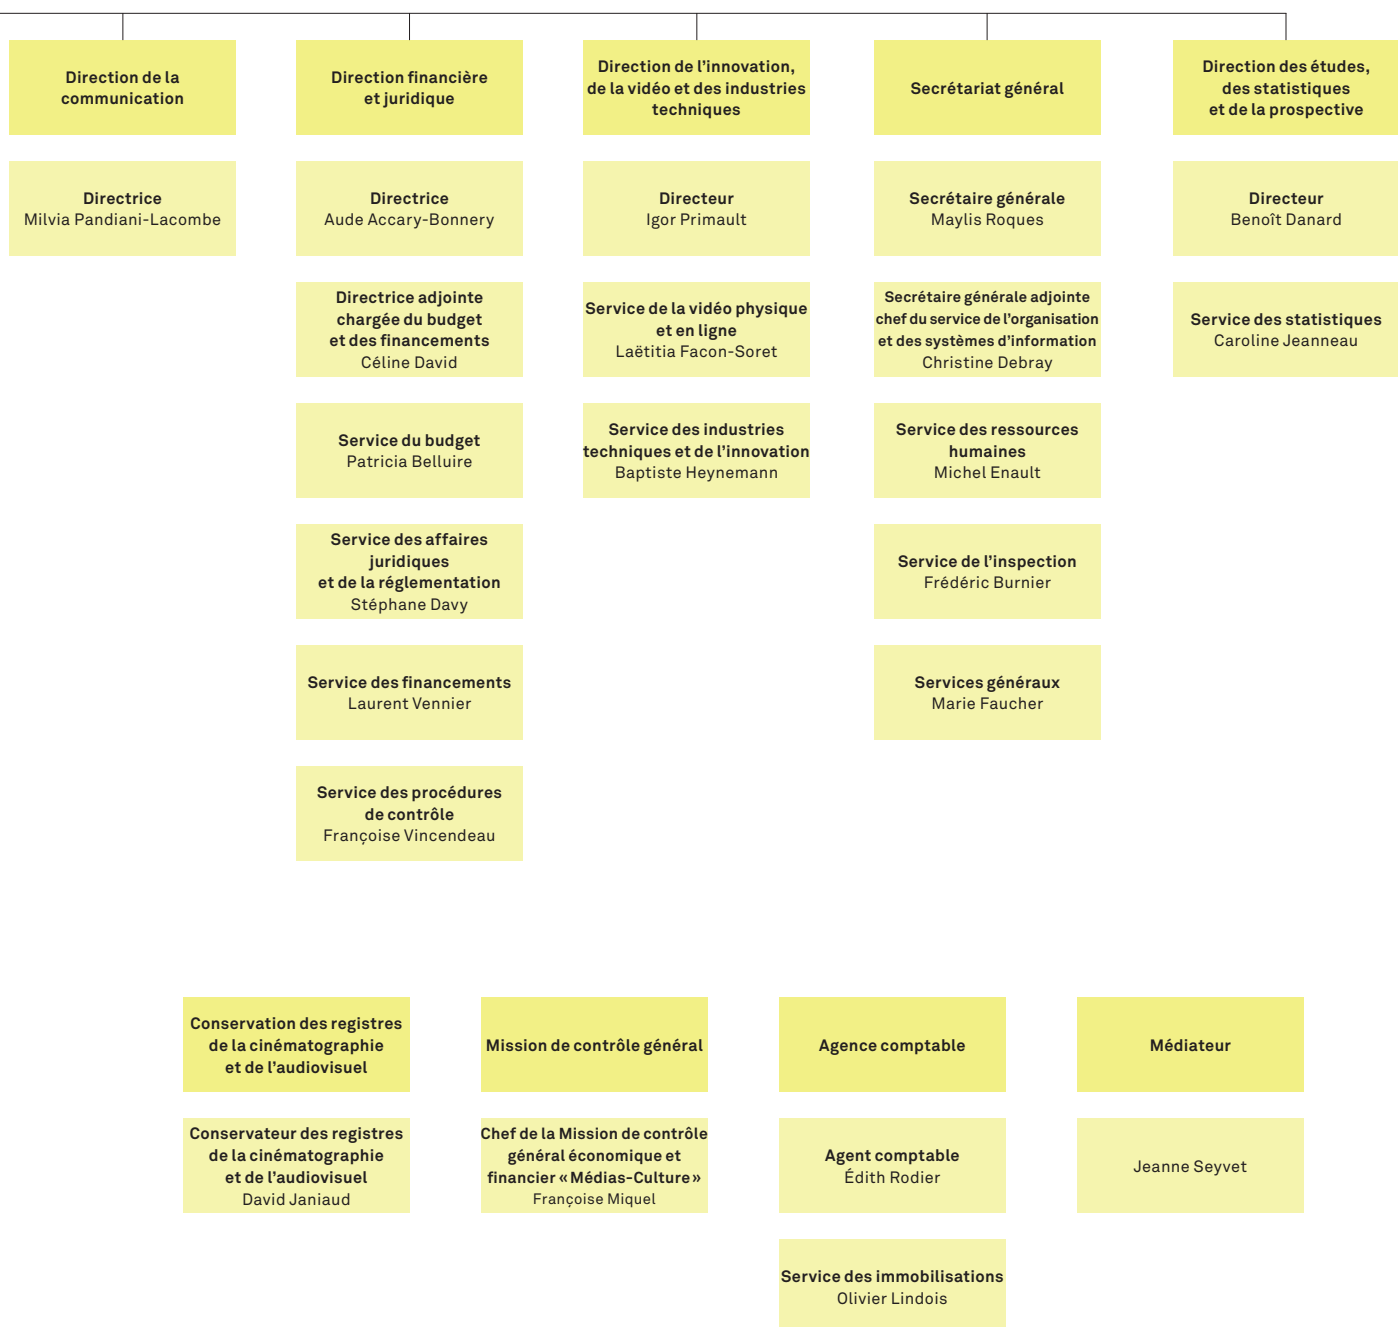 Direction de la
communication
Milvia Pandiani-Lacombe
Directrice
Direction financière
et juridique
Directrice
Aude Accary-Bonnery
Directrice adjointe
chargée du budget
et des financements
Céline David
Service du budget
Patricia Belluire
Service des affaires
juridiques
et de la réglementation
Stéphane Davy
Service des financements
Laurent Vennier
Service des procédures
de contrôle
Françoise Vincendeau
Direction de l’innovation,
de la vidéo et des industries
techniques
Directeur
Igor Primault
Service de la vidéo physique
et en ligne
Laëtitia Facon-Soret
Service des industries
techniques et de l’innovation
Baptiste Heynemann
Secrétariat général
Secrétaire générale
Maylis Roques
Secrétaire générale adjointe
chef du service de l’organisation
et des systèmes d’information
Christine Debray
Service des ressources
humaines
Michel Enault
Service de l’inspection
Frédéric Burnier
Services généraux
Marie Faucher
Direction des études,
des statistiques
et de la prospective
Directeur
Benoît Danard
Service des statistiques
Caroline Jeanneau
Conservation des registres
de la cinématographie
et de l’audiovisuel
Conservateur des registres
de la cinématographie
et de l’audiovisuel
David Janiaud
Mission de contrôle général
Chef de la Mission de contrôle
général économique et
financier « Médias-Culture »
Françoise Miquel
Agence comptable
Agent comptable
Édith Rodier
Service des immobilisations
Olivier Lindois
Médiateur
Jeanne Seyvet